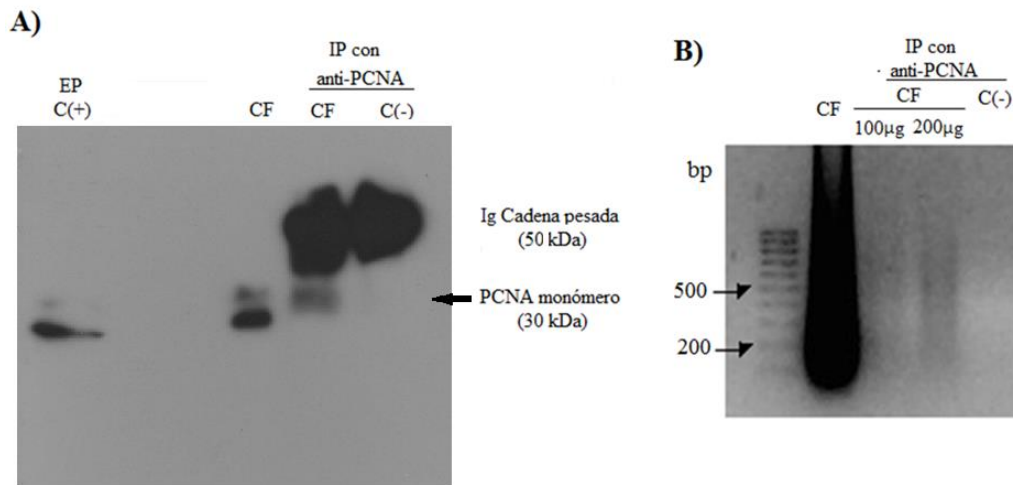 A)
IP con
anti-PCNA
EP
C(+)
CF
CF
C(-)
Ig Cadena pesada
(50 kDa)
PCNA monómero
(30 kDa)
B)
IP con
anti-PCNA
CF
CF
C(-)
100µg
200µg
bp
500
200